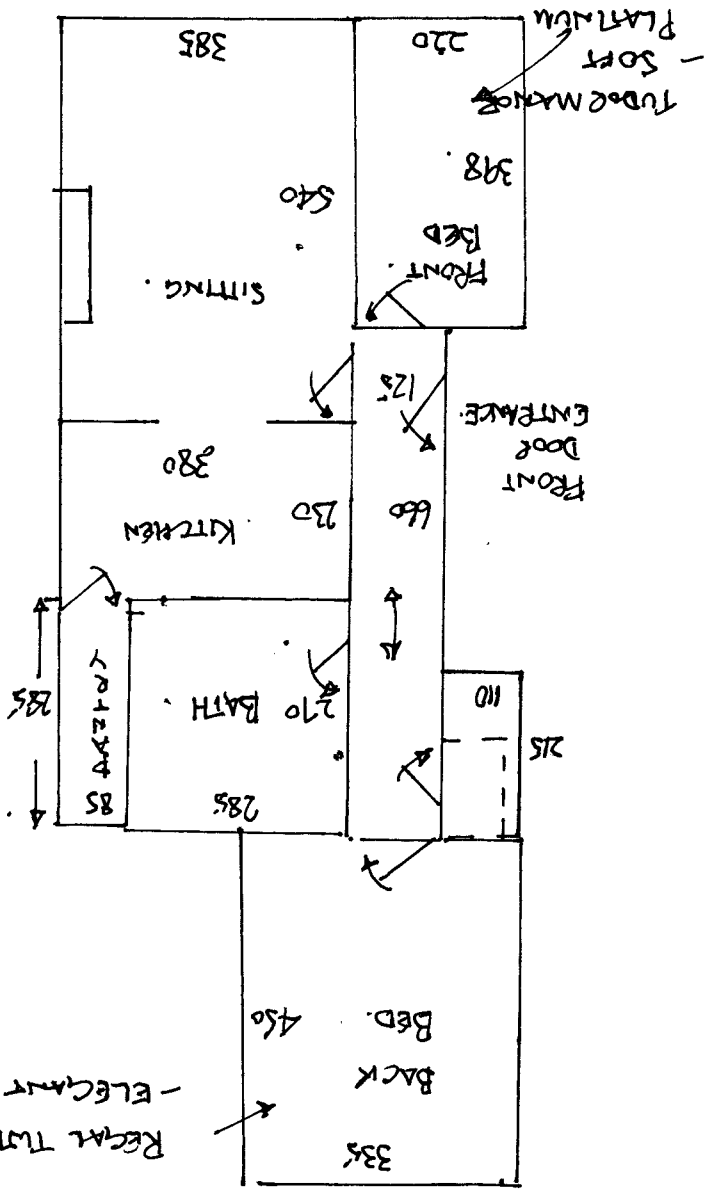 335
REGAL
- ELEGANT
BACK
BED.
450
285
85
BATH
270
PANTRY
285
215
110
660
KITCHEN
230
380
FRONT
DOOR
ENTRANCE
125
SITTING
540
FRONT
BED
398
TUDOR MANOR
- SOFT
PLATINUM
220
385